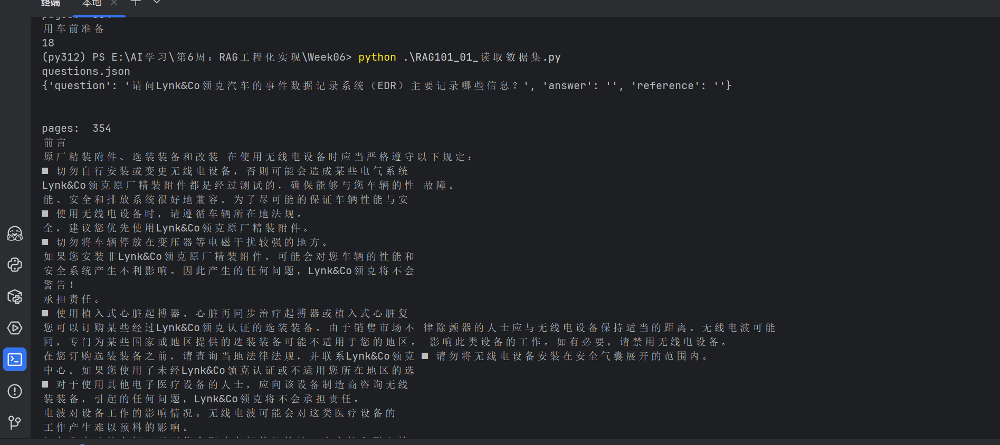 终端 本地
用车前准备
18
(py312) PS E:\AI学习\第6周：RAG工程化实现\Week06> python .\RAG101_01_读取数据集.py
questions.json
{'question': '请问Lynk&Co领克汽车的事件数据记录系统（EDR）主要记录哪些信息？', 'answer': '', 'reference': ''}
pages:  354
前言
原厂精装附件、选装装备和改装 在使用无线电设备时应当严格遵守以下规定：
■ 切勿自行安装或变更无线电设备，否则可能会造成某些电气系统
Lynk&Co领克原厂精装附件都是经过测试的，确保能够与您车辆的性 故障。
能、安全和排放系统很好地兼容。为了尽可能的保证车辆性能与安
■ 使用无线电设备时，请遵循车辆所在地法规。
全，建议您优先使用Lynk&Co领克原厂精装附件。
■ 切勿将车辆停放在变压器等电磁干扰较强的地方。
如果您安装非Lynk&Co领克原厂精装附件，可能会对您车辆的性能和
安全系统产生不利影响。因此产生的任何问题，Lynk&Co领克将不会
警告！
承担责任。
■ 使用植入式心脏起搏器、心脏再同步治疗起搏器或植入式心脏复
您可以订购某些经过Lynk&Co领克认证的选装装备。由于销售市场不 律除颤器的人士应与无线电设备保持适当的距离。无线电波可能
同，专门为某些国家或地区提供的选装装备可能不适用于您的地区。 影响此类设备的工作。如有必要，请禁用无线电设备。
在您订购选装装备之前，请查询当地法律法规，并联系Lynk&Co领克 ■ 请勿将无线电设备安装在安全气囊展开的范围内。
中心。如果您使用了未经Lynk&Co领克认证或不适用您所在地区的选
■ 对于使用其他电子医疗设备的人士，应向该设备制造商咨询无线
装装备，引起的任何问题，Lynk&Co领克将不会承担责任。
电波对设备工作的影响情况。无线电波可能会对这类医疗设备的
工作产生难以预料的影响。